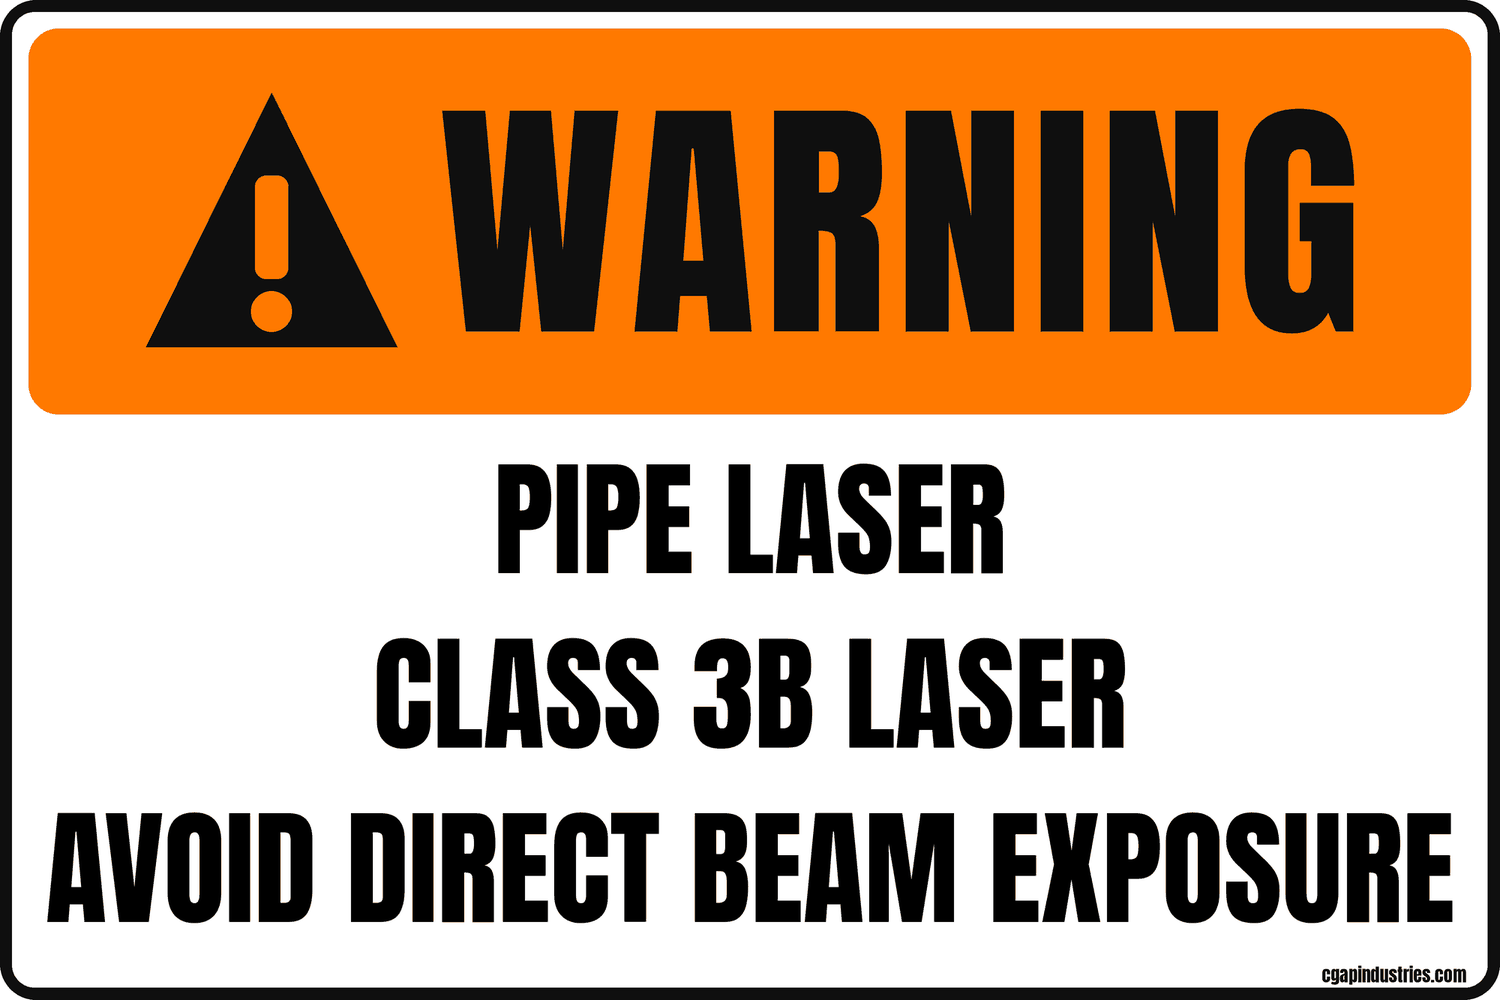 WARNING
PIPE LASER
CLASS 3B LASER
AVOID DIRECT BEAM EXPOSURE
cgapindustries.com